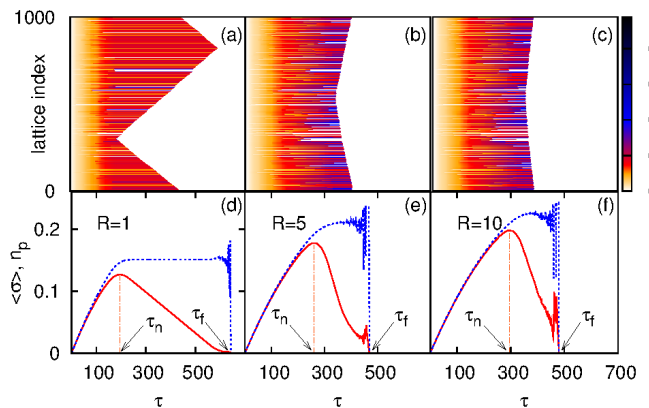 1000
500
0
lattice index
(a)
(b)
(c)
0.2
0.1
0
<σ>, n_p
R=1
(d)
τ_n
τ_f
R=5
(e)
τ_n
τ_f
R=10
(f)
τ_n
τ_f
100 300 500
100 300 500
100 300 500 700
τ
τ
τ